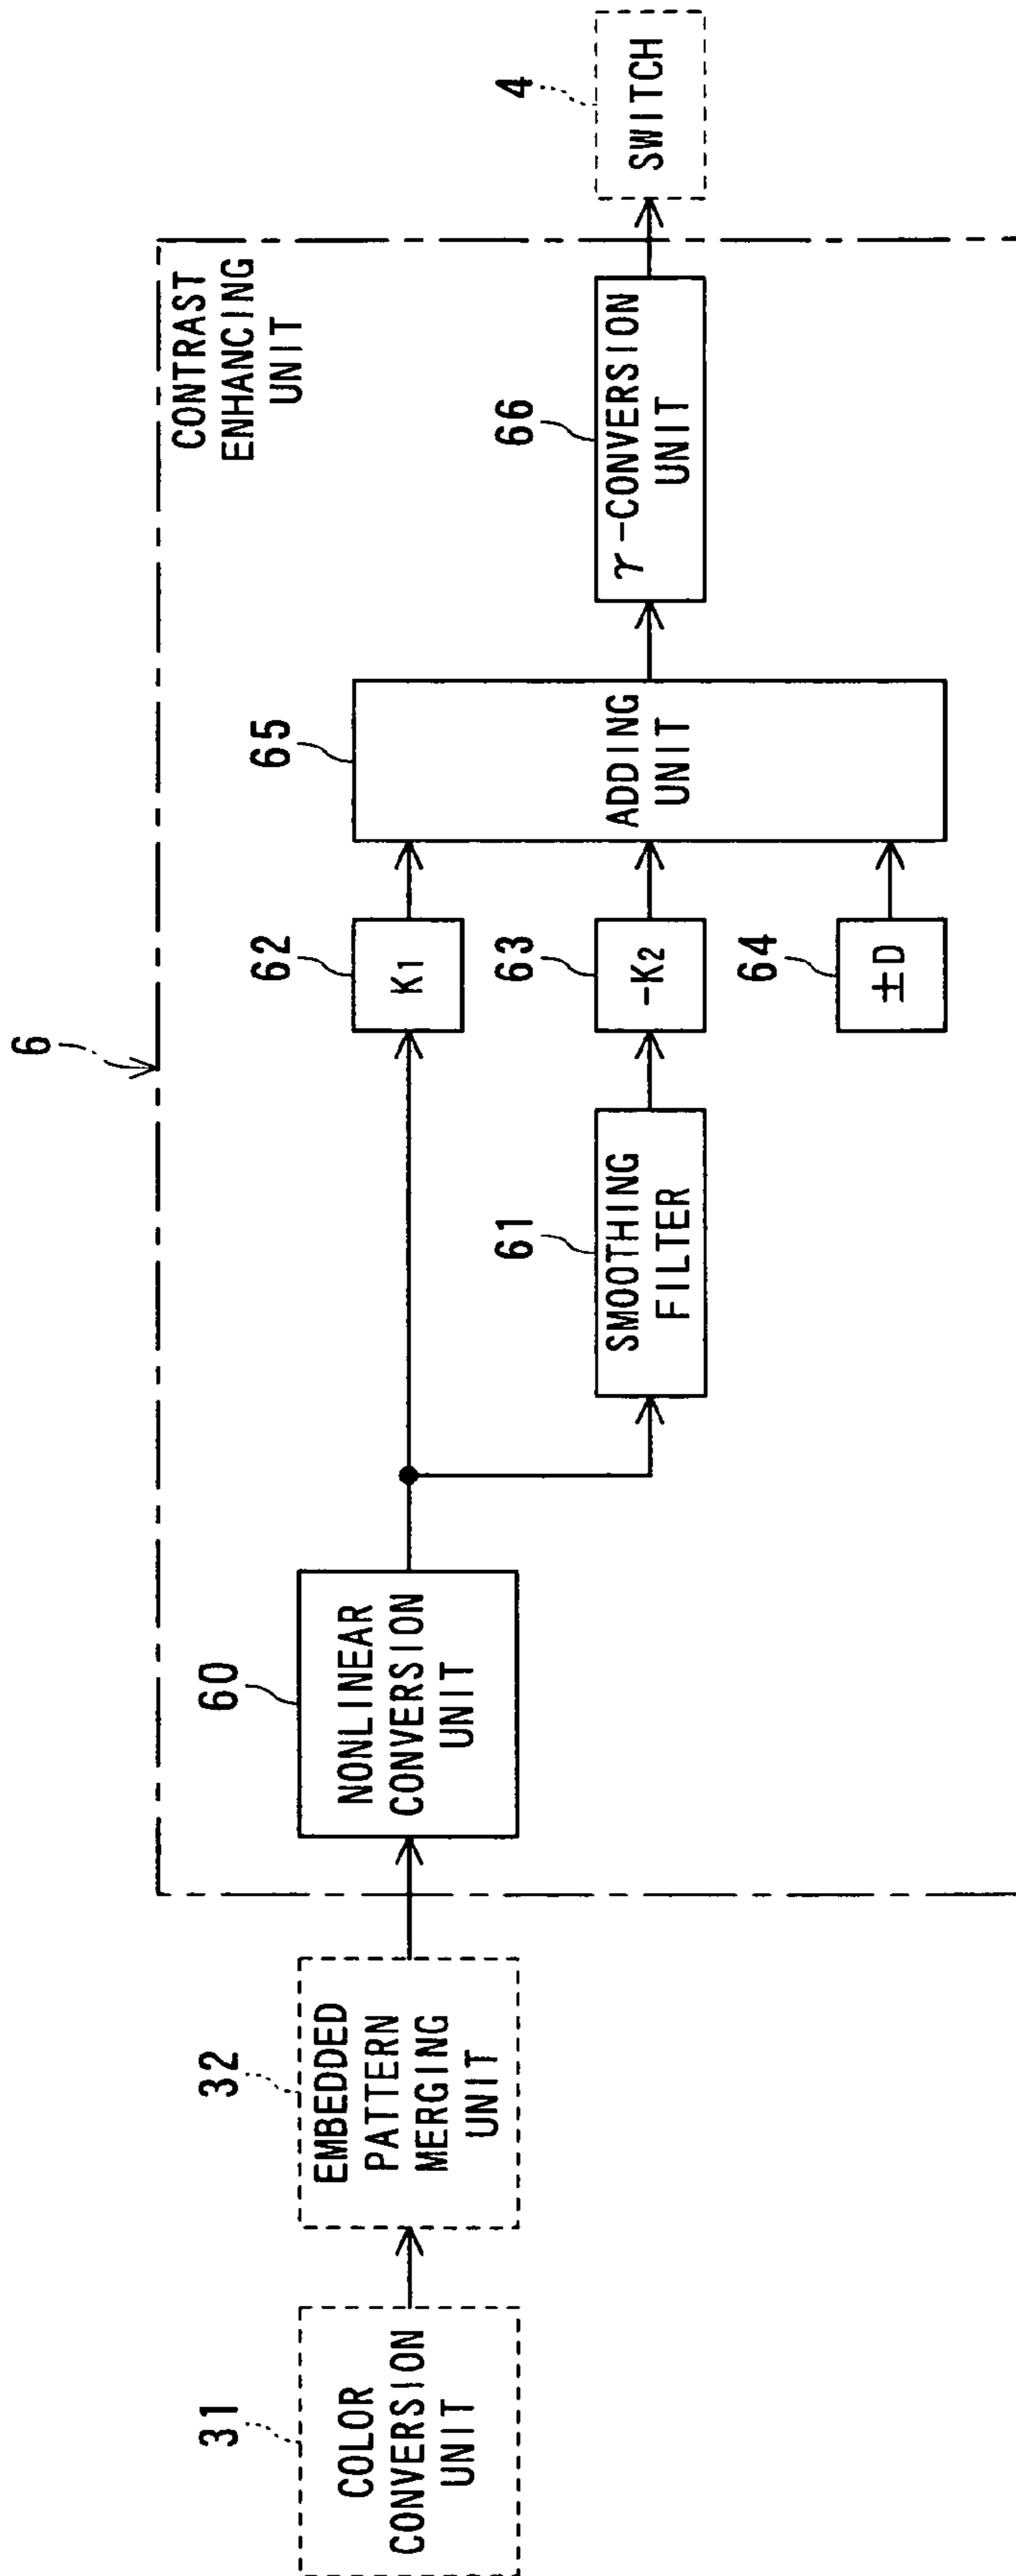 6
CONTRAST
ENHANCING
UNIT
31
COLOR
CONVERSION
UNIT
32
EMBEDDED
PATTERN
MERGING
UNIT
60
NONLINEAR
CONVERSION
UNIT
61
SMOOTHING
FILTER
62
K1
63
-K2
64
±D
65
ADDING
UNIT
66
γ-CONVERSION
UNIT
4
SWITCH